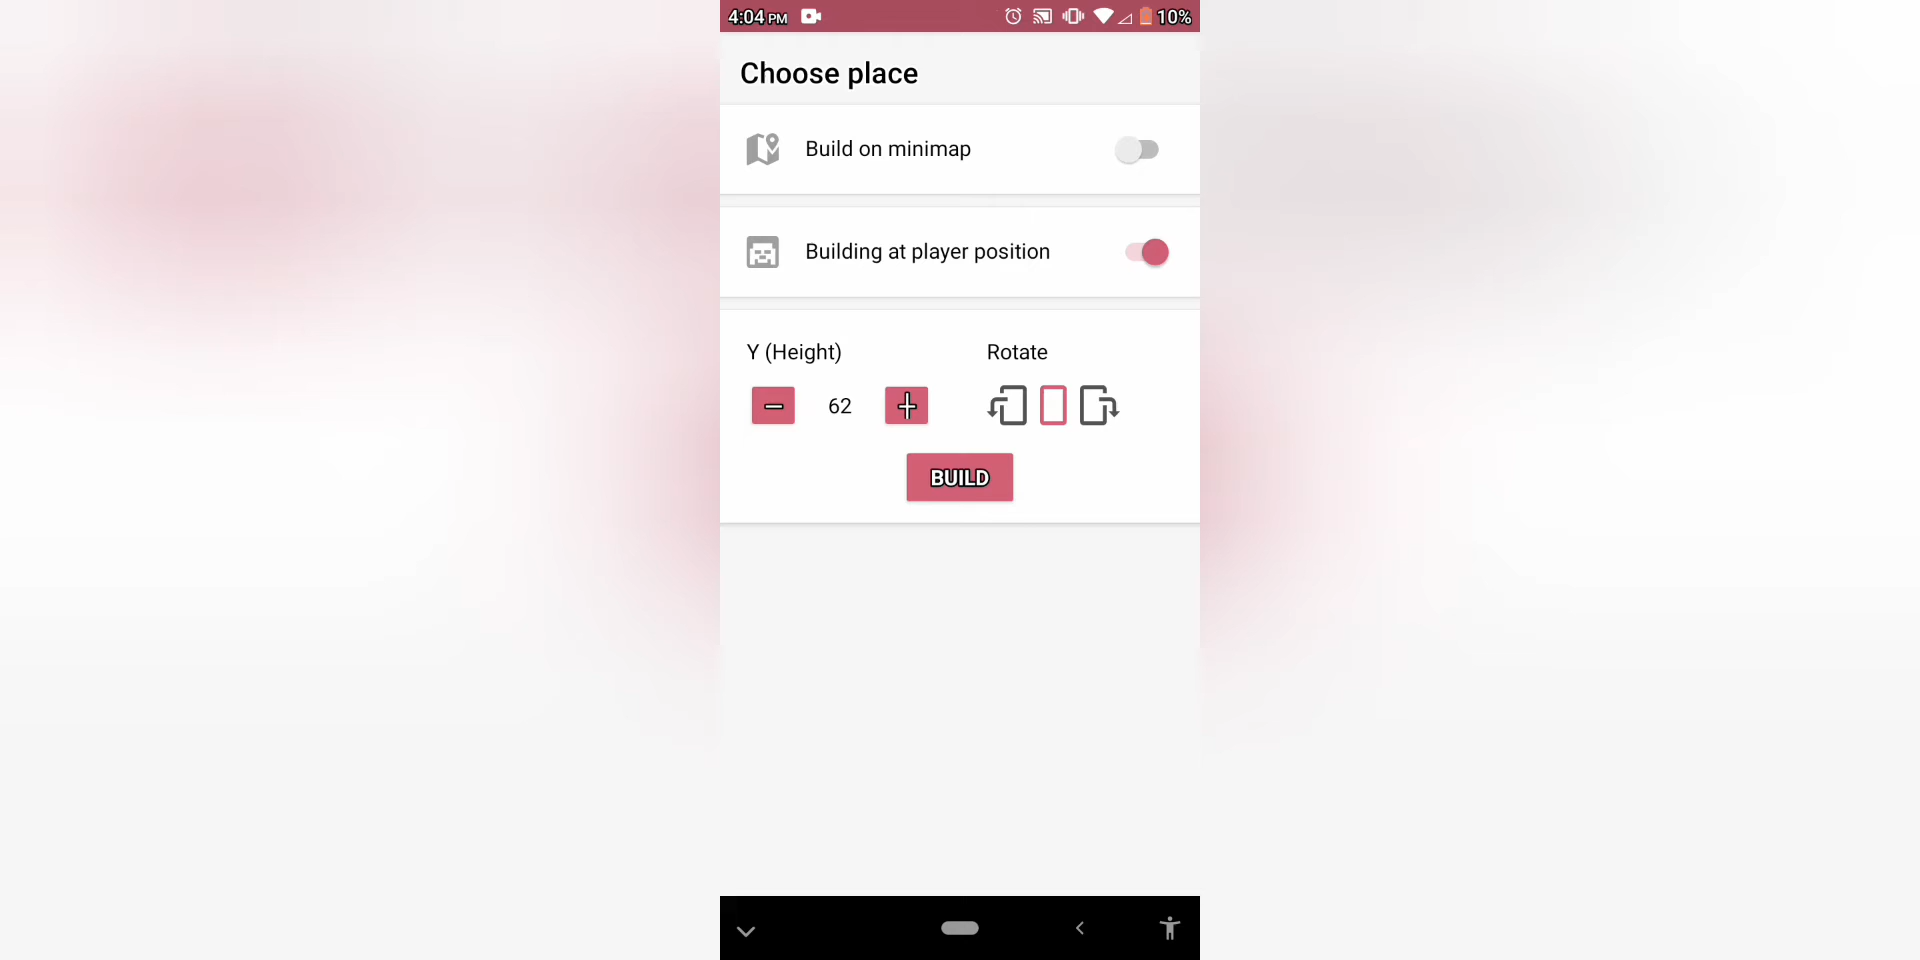 4:04 PM 10%
Choose place
Build on minimap
Building at player position
Y (Height) Rotate
62
BUILD